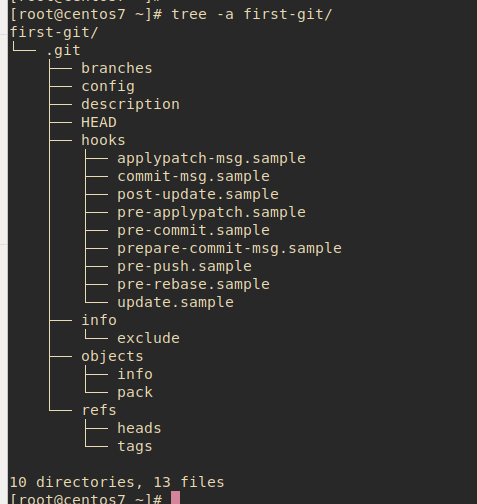 [root@centos7 ~]#
[root@centos7 ~]# tree -a first-git/
first-git/
└── .git
    ├── branches
    ├── config
    ├── description
    ├── HEAD
    ├── hooks
    │   ├── applypatch-msg.sample
    │   ├── commit-msg.sample
    │   ├── post-update.sample
    │   ├── pre-applypatch.sample
    │   ├── pre-commit.sample
    │   ├── prepare-commit-msg.sample
    │   ├── pre-push.sample
    │   ├── pre-rebase.sample
    │   └── update.sample
    ├── info
    │   └── exclude
    ├── objects
    │   ├── info
    │   └── pack
    └── refs
        ├── heads
        └── tags

10 directories, 13 files
[root@centos7 ~]#